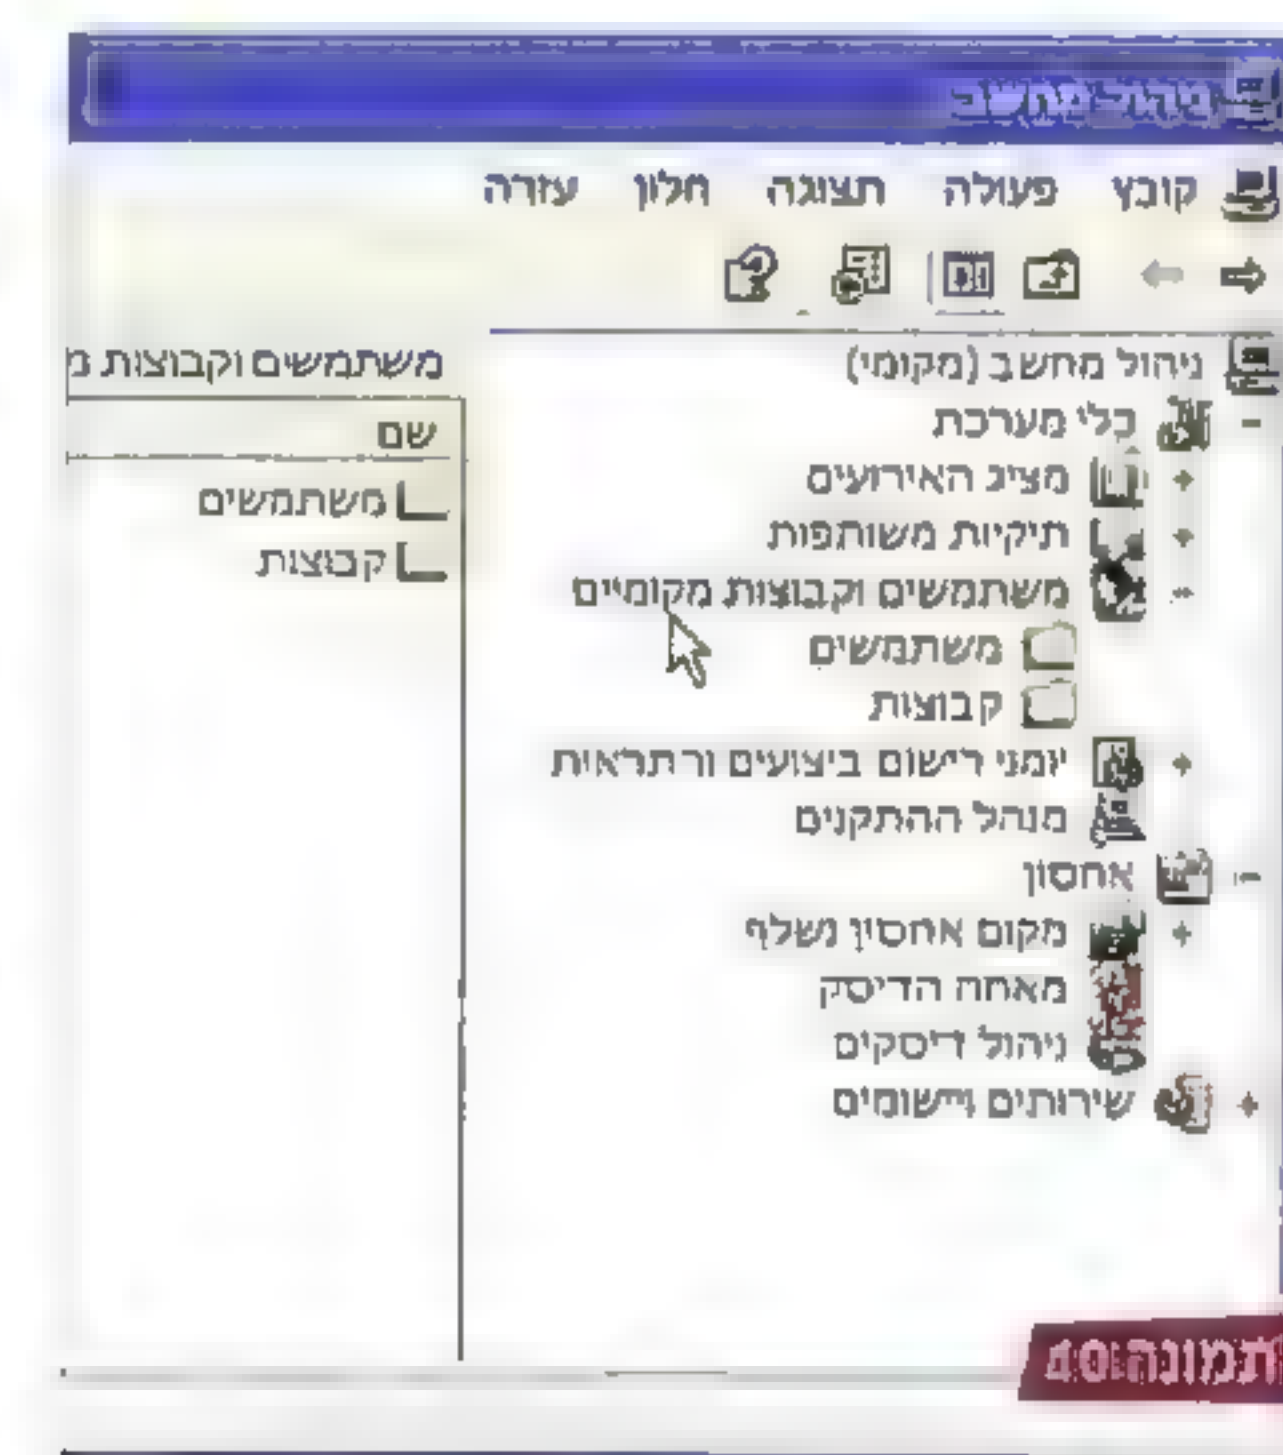 ניהול מחשב
קובץ פעולה תצוגה חלון עזרה
ניהול מחשב (מקומי)
כלי מערכת
מציג האירועים
תיקיות משותפות
משתמשים וקבוצות מקומיים
משתמשים
קבוצות
יומני רישום ביצועים והתראות
מנהל ההתקנים
אחסון
מקום אחסון נשלף
מאחה הדיסק
ניהול דיסקים
שירותים ויישומים
משתמשים וקבוצות מ
שם
משתמשים
קבוצות
תמונה